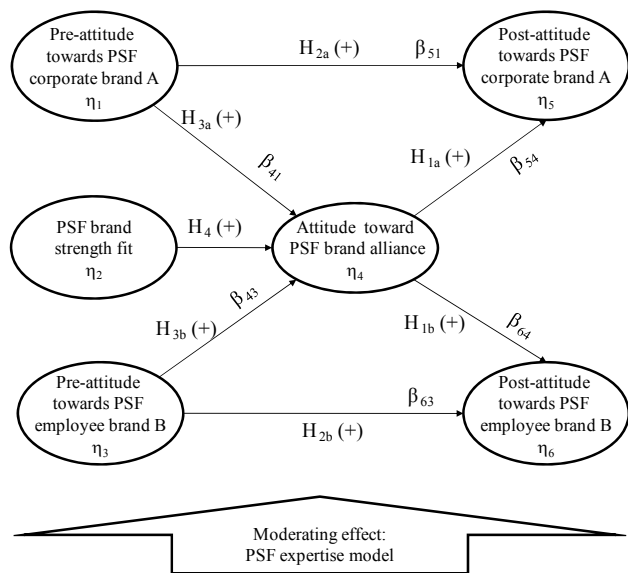 Pre-attitude
towards PSF
corporate brand A
η1
H2a (+)
β51
Post-attitude
towards PSF
corporate brand A
η5
H3a (+)
β41
H1a (+)
β54
PSF brand
strength fit
η2
H4 (+)
Attitude toward
PSF brand alliance
η4
H3b (+)
β43
H1b (+)
β64
Pre-attitude
towards PSF
employee brand B
η3
β63
H2b (+)
Post-attitude
towards PSF
employee brand B
η6
Moderating effect:
PSF expertise model